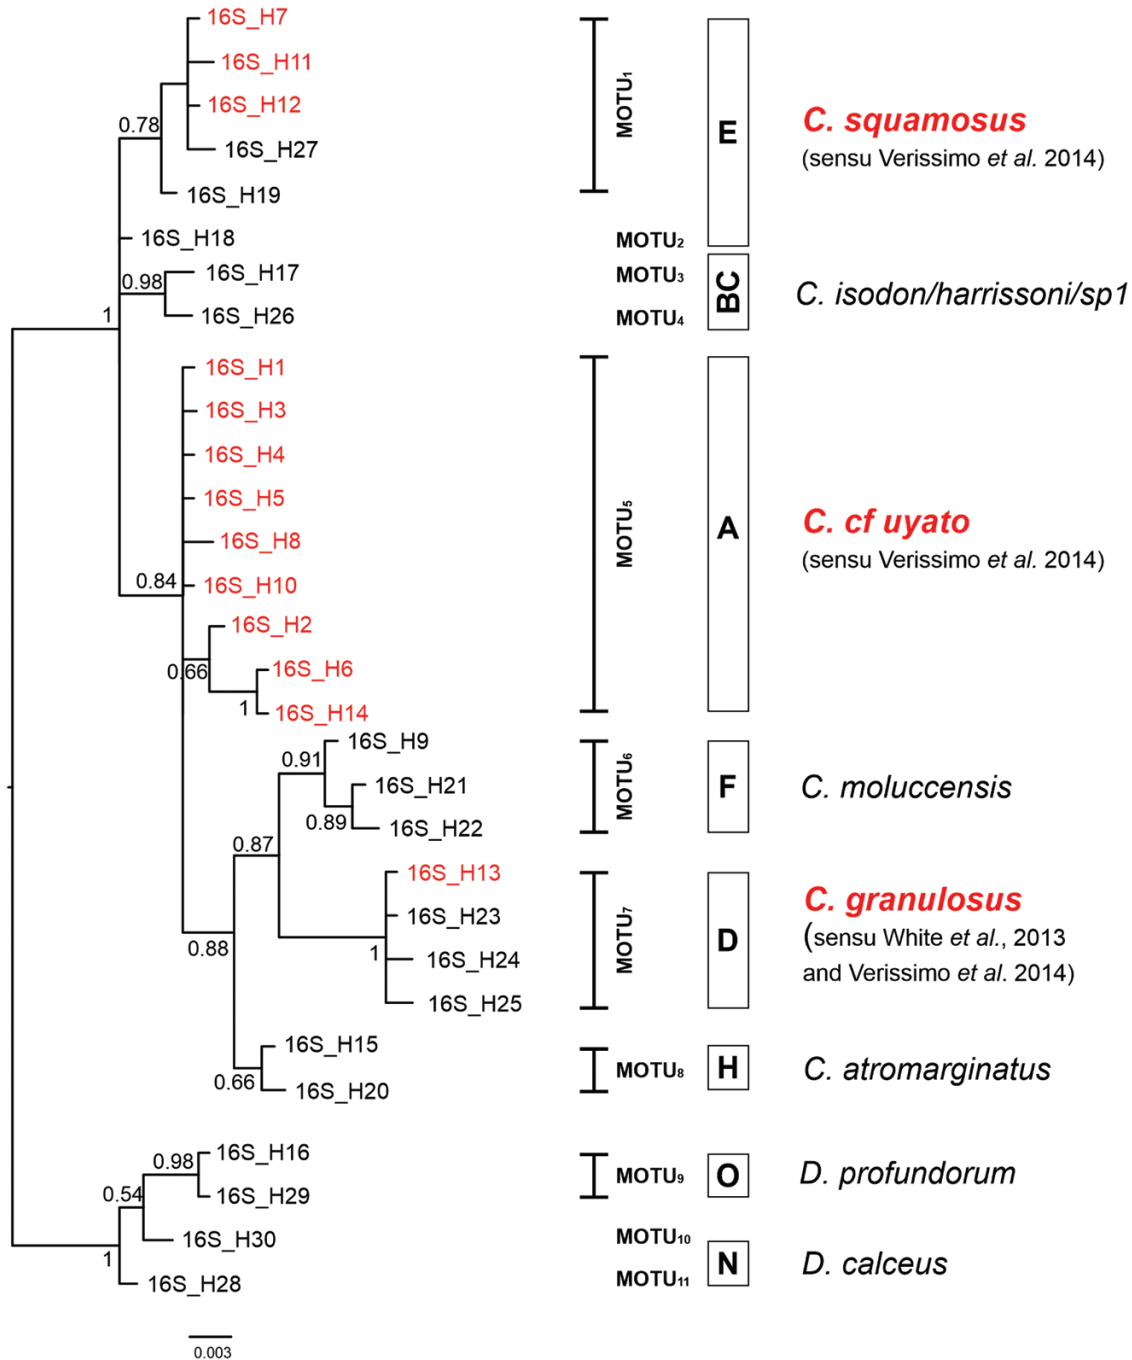 16S_H7
16S_H11
16S_H12
16S_H27
16S_H19
0.78
MOTU1
E
C. squamosus
(sensu Verissimo et al. 2014)
16S_H18
MOTU2
16S_H17
16S_H26
0.98
1
MOTU3
MOTU4
BC
C. isodon/harrissoni/sp1
16S_H1
16S_H3
16S_H4
16S_H5
16S_H8
16S_H10
0.84
16S_H2
0.66
16S_H6
1
16S_H14
MOTU5
A
C. cf uyato
(sensu Verissimo et al. 2014)
16S_H9
0.91
16S_H21
0.89
16S_H22
MOTU6
F
C. moluccensis
0.87
16S_H13
16S_H23
16S_H24
1
16S_H25
0.88
MOTU7
D
C. granulosus
(sensu White et al., 2013
and Verissimo et al. 2014)
16S_H15
0.66
16S_H20
MOTU8
H
C. atromarginatus
16S_H16
0.98
16S_H29
0.54
MOTU9
O
D. profundorum
16S_H30
1
16S_H28
MOTU10
MOTU11
N
D. calceus
0.003